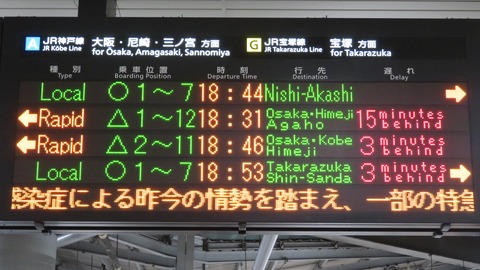 A JR神戸線 大阪・尼崎・三ノ宮 方面 G JR宝塚線 宝塚 方面
JR Kōbe Line for Osaka, Amagasaki, Sannomiya JR Takarazuka Line for Takarazuka
種別 乗車位置 時刻 行先 遅れ
Type Boarding Position Departure Time Destination Delay
Local ○ 1～7 18:44 Nishi-Akashi →
← Rapid △ 1～12 18:31 Osaka・Himeji Agaho 15 minutes behind
← Rapid △ 2～11 18:46 Osaka・Kobe Himeji 3 minutes behind
Local ○ 1～7 18:53 Takarazuka Shin-Sanda 3 minutes behind →
染症による昨今の情勢を踏まえ、一部の特急